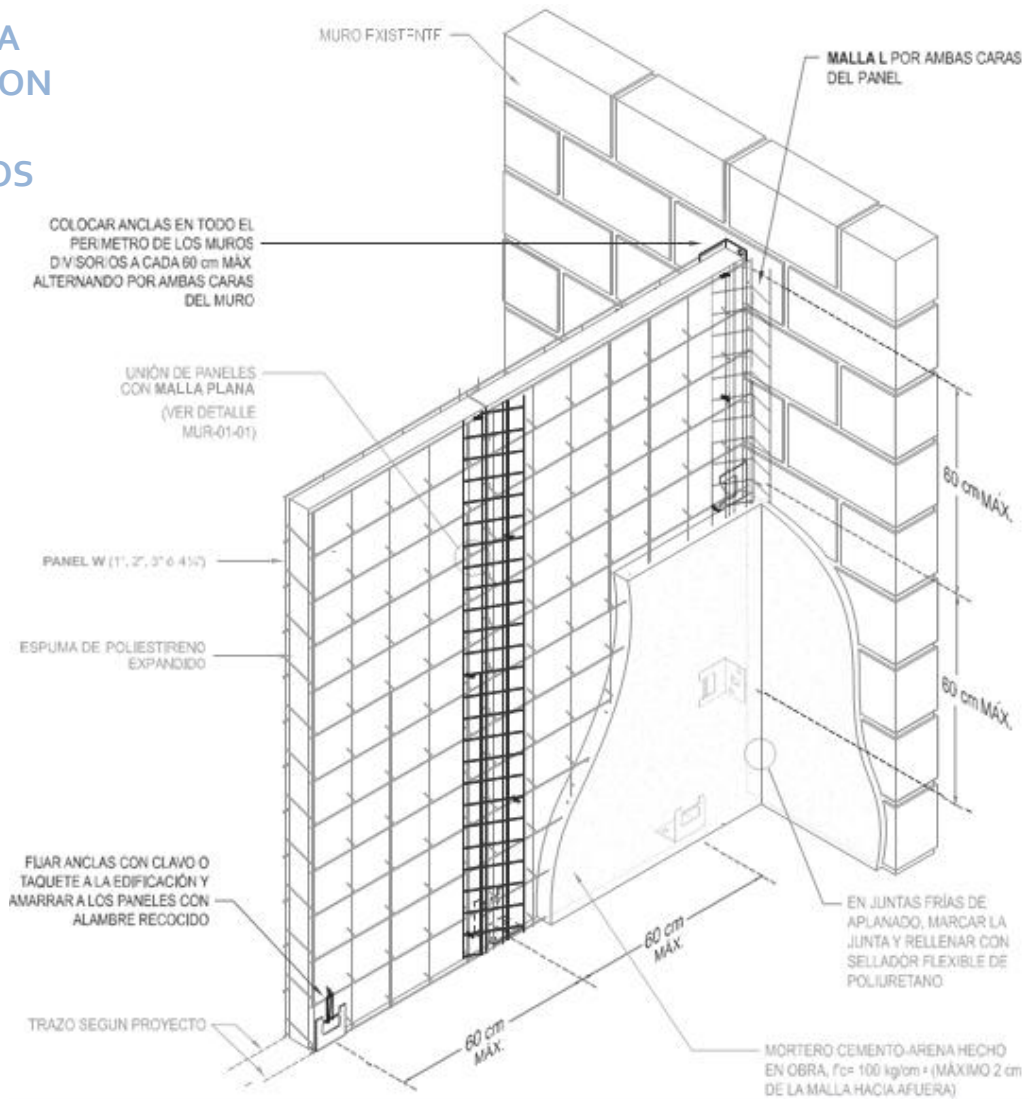 A
ON
OS
MURO EXISTENTE
MALLA L POR AMBAS CARAS
DEL PANEL
COLOCAR ANCLAS EN TODO EL
PERIMETRO DE LOS MUROS
DIVISORIOS A CADA 60 cm MÁX
ALTERNANDO POR AMBAS CARAS
DEL MURO
UNIÓN DE PANELES
CON MALLA PLANA
(VER DETALLE
MUR-01-01)
60 cm MÁX.
PANEL W (1", 2", 3" ó 4½")
ESPUMA DE POLIESTIRENO
EXPANDIDO
60 cm MÁX.
FIJAR ANCLAS CON CLAVO O
TAQUETE A LA EDIFICACIÓN Y
AMARRAR A LOS PANELES CON
ALAMBRE RECOCIDO
EN JUNTAS FRÍAS DE
APLANADO, MARCAR LA
JUNTA Y RELLENAR CON
SELLADOR FLEXIBLE DE
POLIURETANO
60 cm
MÁX.
TRAZO SEGUN PROYECTO
60 cm
MÁX.
MORTERO CEMENTO-ARENA HECHO
EN OBRA, f'c= 100 kg/cm² (MÁXIMO 2 cm
DE LA MALLA HACIA AFUERA)